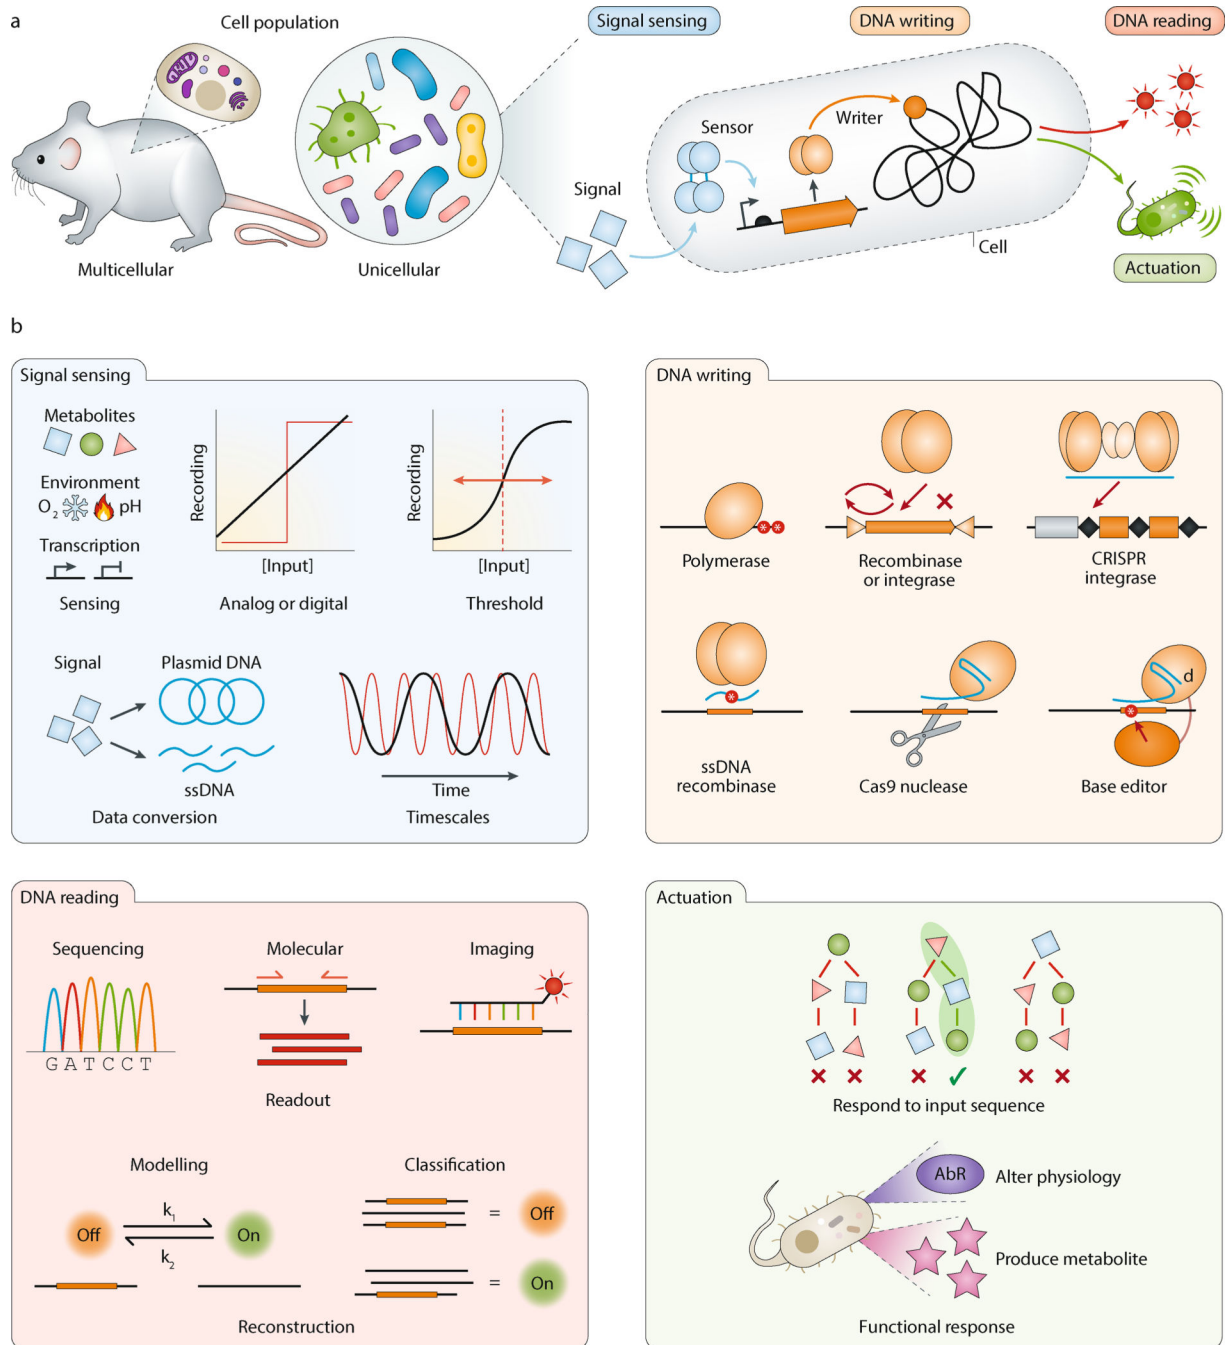 a
Cell population
Signal sensing
DNA writing
DNA reading
Sensor
Writer
Signal
Cell
Multicellular
Unicellular
Actuation
b
Signal sensing
Metabolites
Environment
O2
pH
Transcription
Sensing
Recording
[Input]
Analog or digital
Recording
[Input]
Threshold
Signal
Plasmid DNA
ssDNA
Data conversion
Time
Timescales
DNA writing
Polymerase
Recombinase
or integrase
CRISPR
integrase
ssDNA
recombinase
Cas9 nuclease
d
Base editor
DNA reading
Sequencing
GATCCT
Molecular
Imaging
Readout
Modelling
Off
k1
k2
On
Classification
= Off
= On
Reconstruction
Actuation
Respond to input sequence
AbR
Alter physiology
Produce metabolite
Functional response